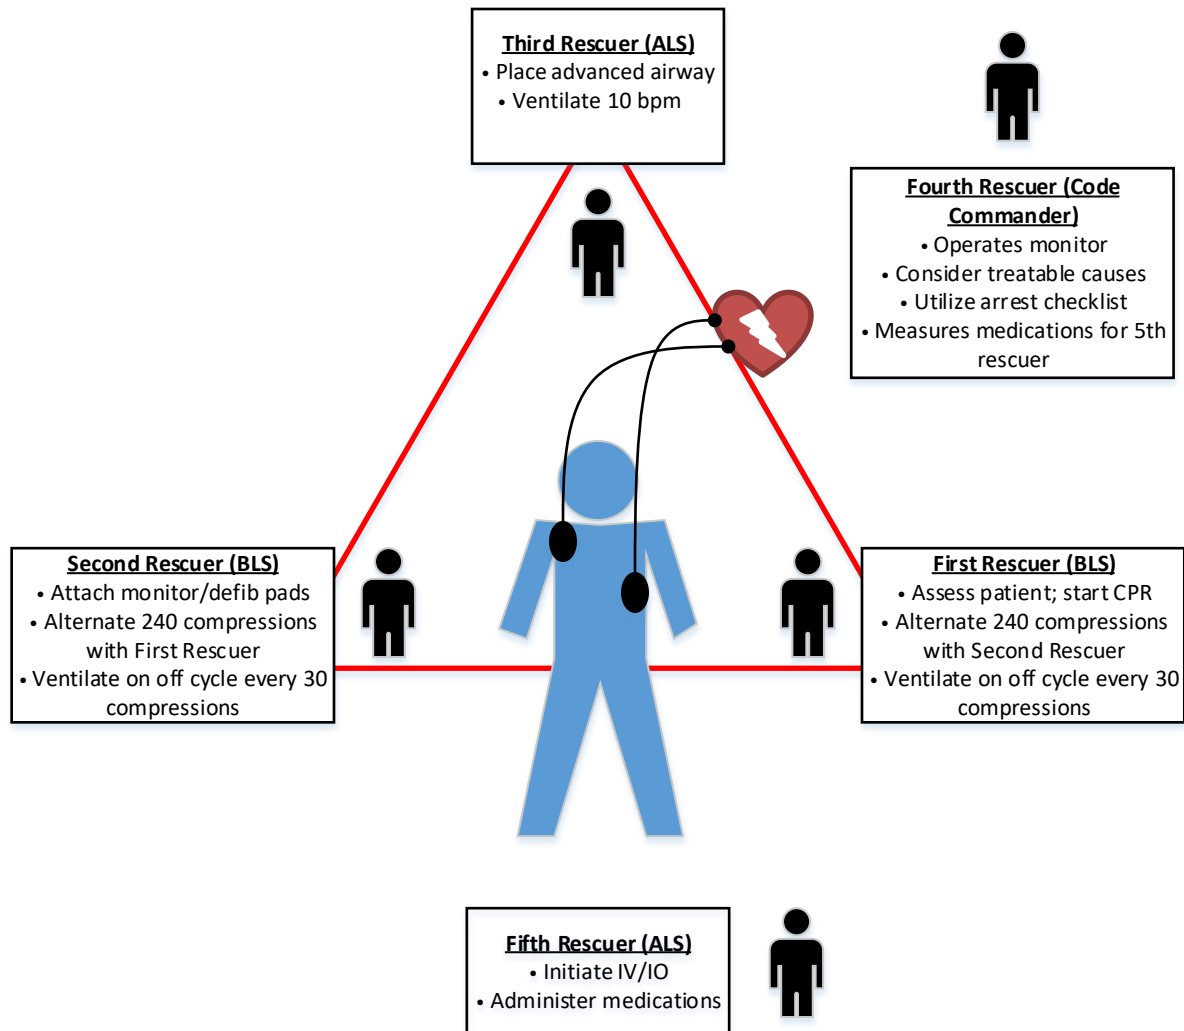 Third Rescuer (ALS)
• Place advanced airway
• Ventilate 10 bpm
Fourth Rescuer (Code
Commander)
• Operates monitor
• Consider treatable causes
• Utilize arrest checklist
• Measures medications for 5th
rescuer
Second Rescuer (BLS)
• Attach monitor/defib pads
• Alternate 240 compressions
with First Rescuer
• Ventilate on off cycle every 30
compressions
First Rescuer (BLS)
• Assess patient; start CPR
• Alternate 240 compressions
with Second Rescuer
• Ventilate on off cycle every 30
compressions
Fifth Rescuer (ALS)
• Initiate IV/IO
• Administer medications